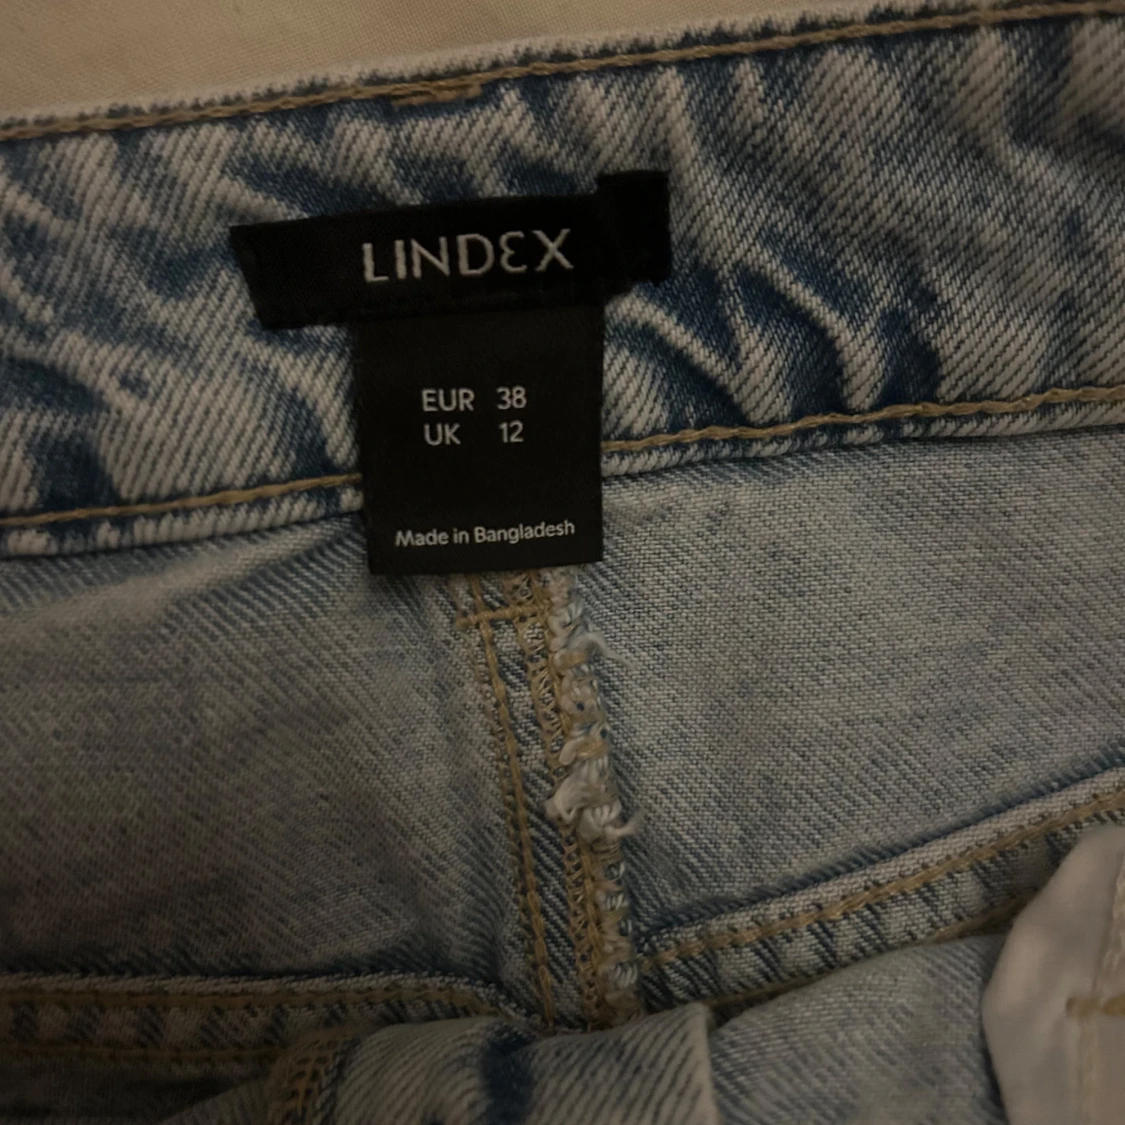 LINDEX
EUR 38
UK 12
Made in Bangladesh